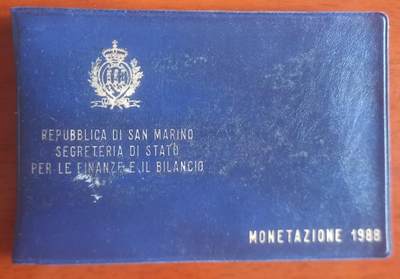 REPUBBLICA DI SAN MARINO
SEGRETERIA DI STATO
PER LE FINANZE E IL BILANCIO
MONETAZIONE 1988